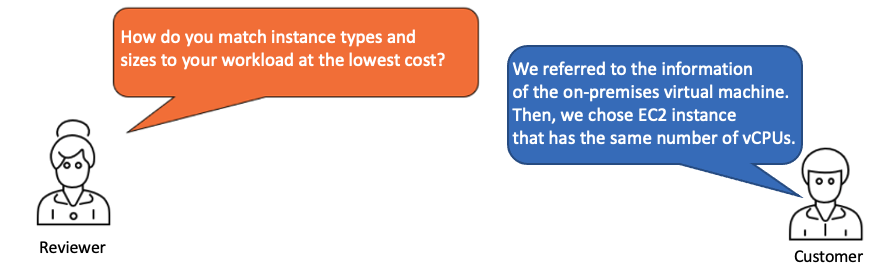 How do you match instance types and
sizes to your workload at the lowest cost?
We referred to the information
of the on-premises virtual machine.
Then, we chose EC2 instance
that has the same number of vCPUs.
Reviewer
Customer